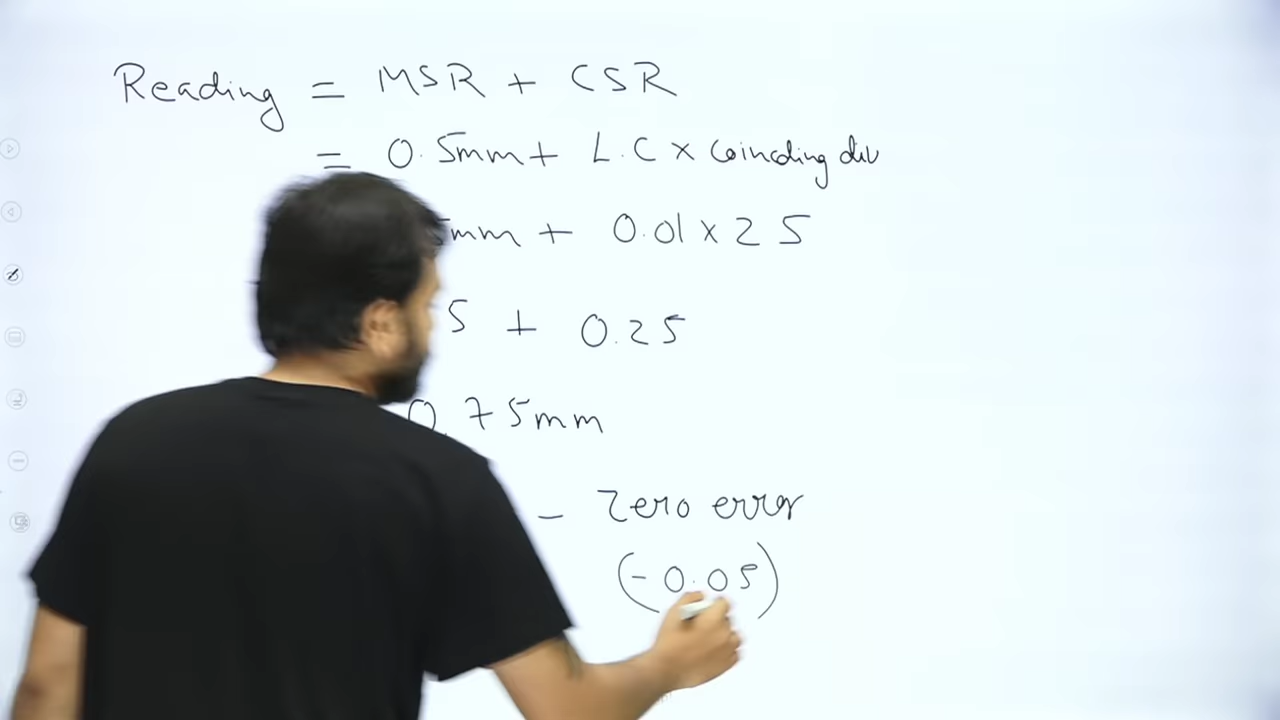 Reading = MSR + CSR
= 0.5mm + L.C × Coinciding div
5mm + 0.01 × 25
5 + 0.25
0.75mm
- Zero error
(-0.05)